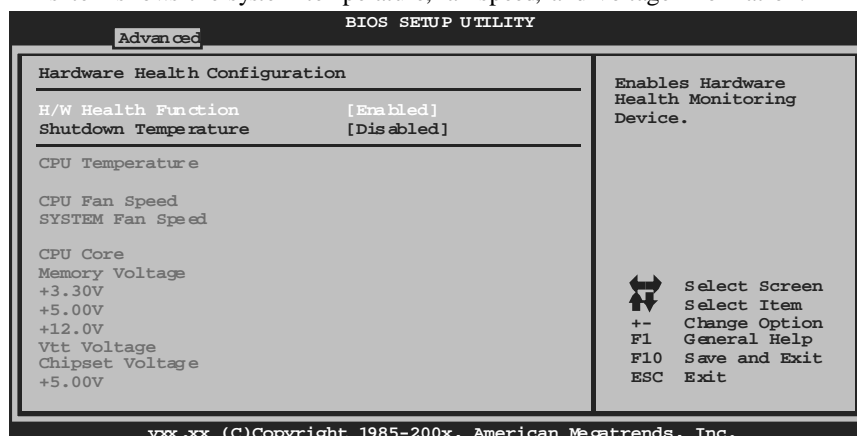 BIOS SETUP UTILITY
Advanced
Hardware Health Configuration
H/W Health Function [Enabled]
Shutdown Temperature [Disabled]
CPU Temperature
CPU Fan Speed
SYSTEM Fan Speed
CPU Core
Memory Voltage
+3.30V
+5.00V
+12.0V
Vtt Voltage
Chipset Voltage
+5.00V
Enables Hardware
Health Monitoring
Device.
Select Screen
Select Item
+- Change Option
F1 General Help
F10 Save and Exit
ESC Exit
vxx.xx (C)Copyright 1985-200x, American Megatrends, Inc.